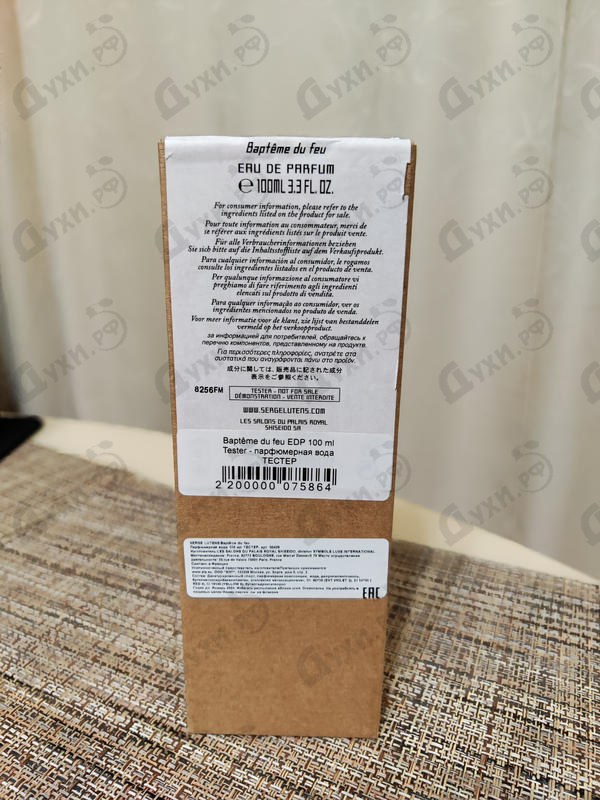 Baptême du feu
EAU DE PARFUM
℮ 100ML 3.3 FL. OZ.
For consumer information, please refer to the
ingredients listed on the product for sale.
Pour toute information au consommateur, merci de
se référer aux ingrédients listés sur le produit vente.
Für alle Verbraucherinformationen beziehen
Sie sich bitte auf die Inhaltsstoffliste auf dem Verkaufsprodukt.
Para cualquier información al consumidor, le rogamos
consulte los ingredientes listados en el producto de venta.
Per qualunque informazione al consumatore vi
preghiamo di fare riferimento agli ingredienti
elencati sul prodotto di vendita.
Para qualquer informação ao consumidor, ver os
ingredientes mencionados no produto de venda.
Voor meer informatie voor de klant, zie lijst van bestanddelen
vermeld op het verkoopproduct.
за информацией для потребителей, обращайтесь к
перечню компонентов, представленному на продукте.
Για περισσότερες πληροφορίες, ανατρέξτε στα
συστατικά που αναγράφονται πάνω στο προϊόν.
成分に関しては、販売品に記された成分
表示をご参照ください。
8256FM
TESTER - NOT FOR SALE
DÉMONSTRATION - VENTE INTERDITE
WWW.SERGELUTENS.COM
LES SALONS DU PALAIS ROYAL
SHISEIDO SA
Baptême du feu EDP 100 ml
Tester - парфюмерная вода
ТЕСТЕР
2 200000 075864
SERGE LUTENS Baptême du feu
EAC
Духи.РФ